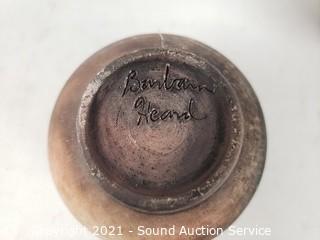 Barbara
Heard
Copyright 2021 - Sound Auction Service